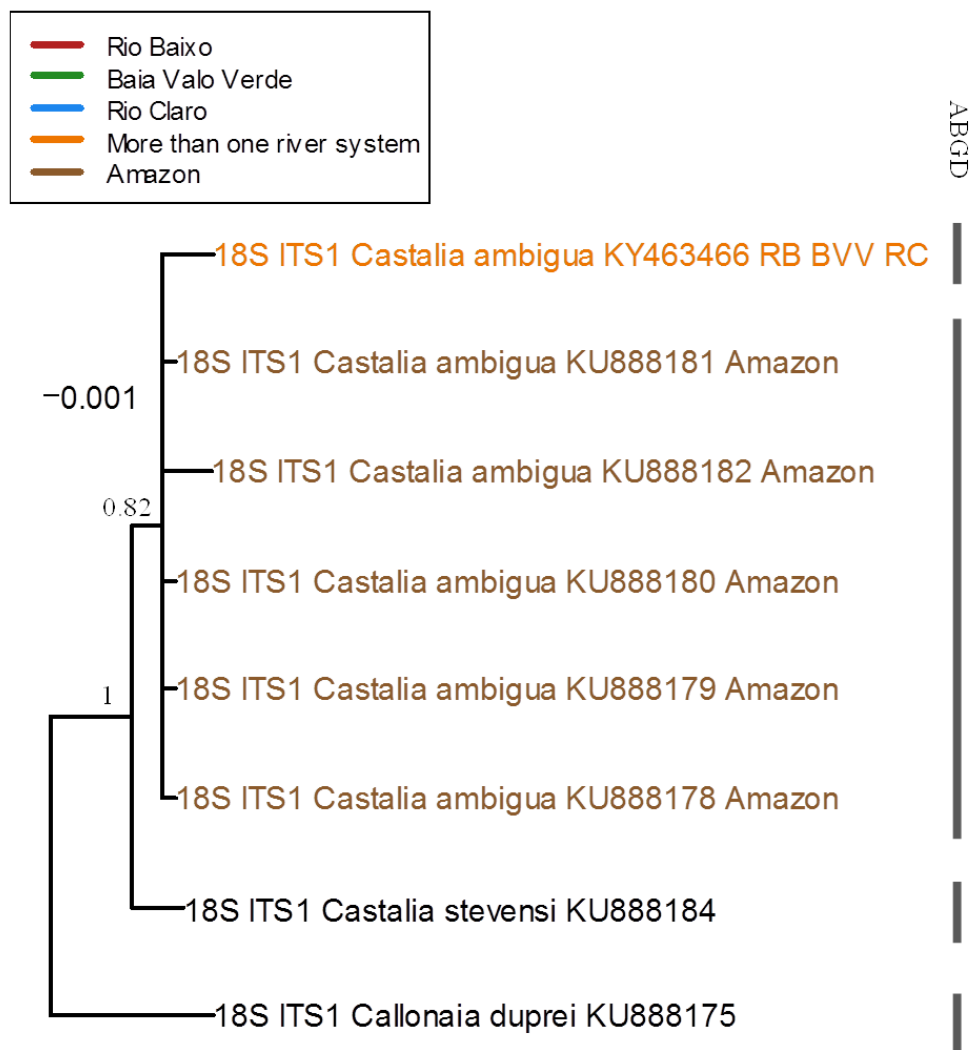 Rio Baixo
Baia Valo Verde
Rio Claro
More than one river system
Amazon
ABGD
18S ITS1 Castalia ambigua KY463466 RB BVV RC
18S ITS1 Castalia ambigua KU888181 Amazon
−0.001
18S ITS1 Castalia ambigua KU888182 Amazon
0.82
18S ITS1 Castalia ambigua KU888180 Amazon
18S ITS1 Castalia ambigua KU888179 Amazon
1
18S ITS1 Castalia ambigua KU888178 Amazon
18S ITS1 Castalia stevensi KU888184
18S ITS1 Callonaia duprei KU888175